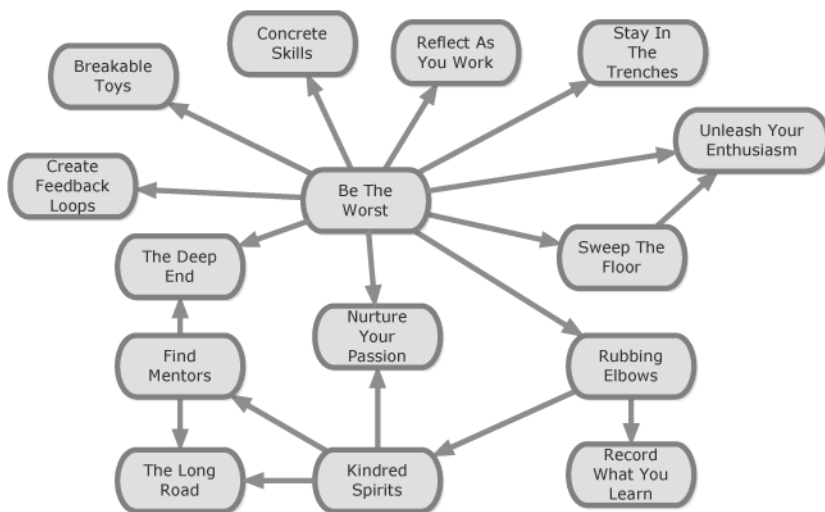 Concrete
Skills
Reflect As
You Work
Stay In
The
Trenches
Breakable
Toys
Unleash Your
Enthusiasm
Create
Feedback
Loops
Be The
Worst
The Deep
End
Sweep The
Floor
Nurture
Your
Passion
Find
Mentors
Rubbing
Elbows
The Long
Road
Kindred
Spirits
Record
What You
Learn